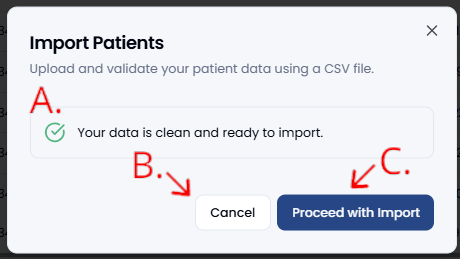 Import Patients
Upload and validate your patient data using a CSV file.
A.
Your data is clean and ready to import.
B.
C.
Cancel
Proceed with Import